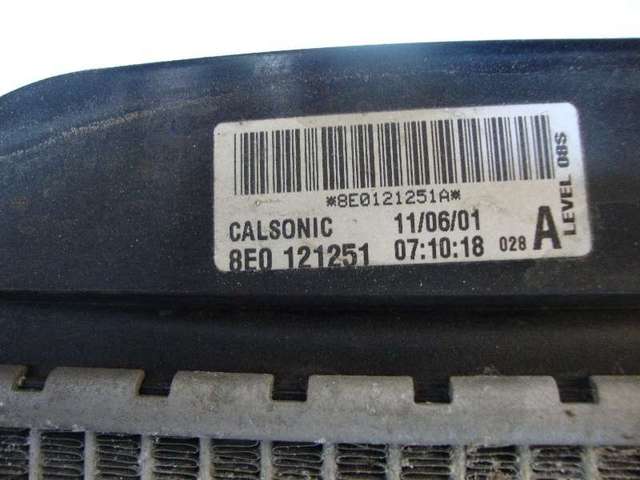 *8E0121251A*
CALSONIC 11/06/01
8E0 121251 07:10:18 028 A
LEVEL 08S